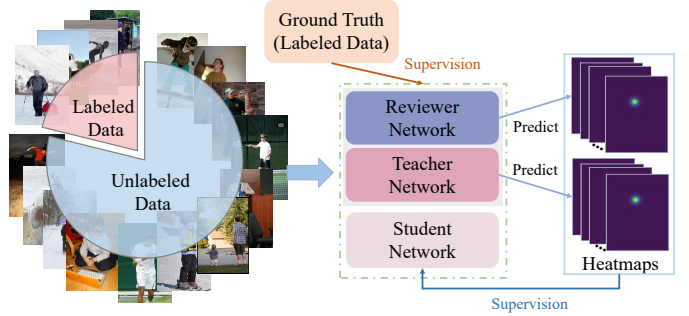 Ground Truth
(Labeled Data)
Supervision
Labeled
Data
Unlabeled
Data
Reviewer
Network
Predict
Teacher
Network
Predict
Student
Network
Heatmaps
Supervision